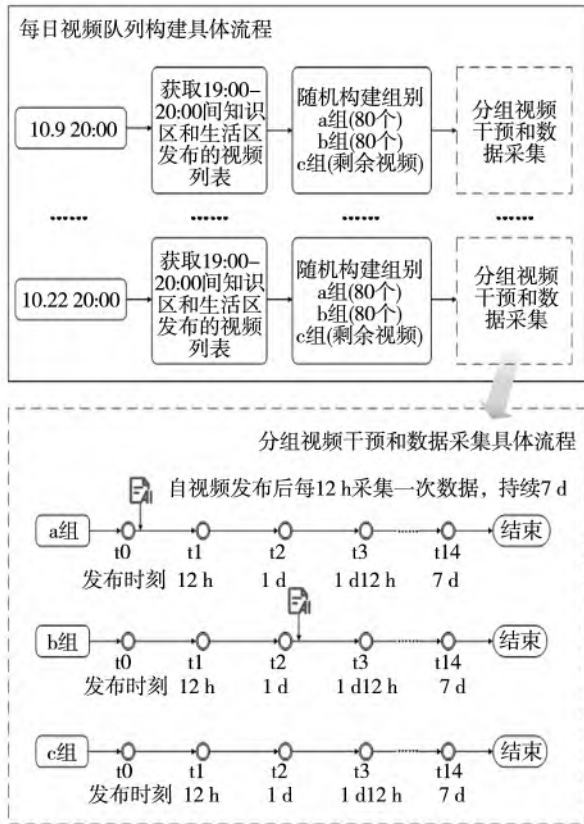 每日视频队列构建具体流程
10.9 20:00
获取19:00–
20:00间知识
区和生活区
发布的视频
列表
随机构建组别
a组(80个)
b组(80个)
c组(剩余视频)
分组视频
干预和数
据采集
……
……
……
……
10.22 20:00
获取19:00–
20:00间知识
区和生活区
发布的视频
列表
随机构建组别
a组(80个)
b组(80个)
c组(剩余视频)
分组视频
干预和数
据采集
分组视频干预和数据采集具体流程
AI
自视频发布后每12 h采集一次数据，持续7 d
a组
……
结束
t0 t1 t2 t3 t14
发布时刻 12 h 1 d 1 d12 h 7 d
AI
b组
……
结束
t0 t1 t2 t3 t14
发布时刻 12 h 1 d 1 d12 h 7 d
c组
……
结束
t0 t1 t2 t3 t14
发布时刻 12 h 1 d 1 d12 h 7 d